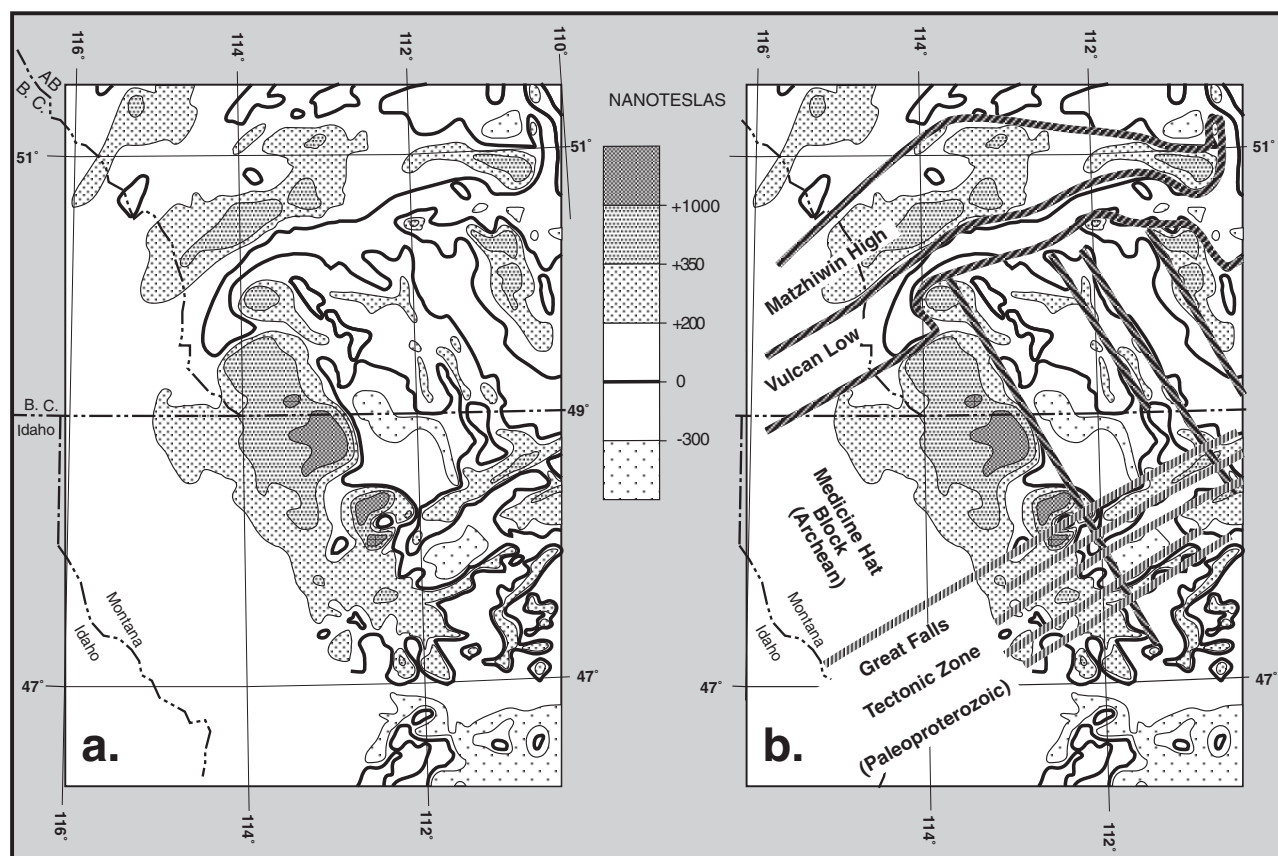 116°
114°
112°
110°
AB
B. C.
51°
51°
B. C.
Idaho
49°
Montana
Idaho
47°
47°
a.
116°
114°
112°
NANOTESLAS
+1000
+350
+200
0
-300
116°
114°
112°
51°
51°
Matzhiwin High
Vulcan Low
49°
Medicine Hat
Block
(Archean)
Montana
Idaho
Great Falls
Tectonic Zone
(Paleoproterozoic)
47°
47°
b.
114°
112°